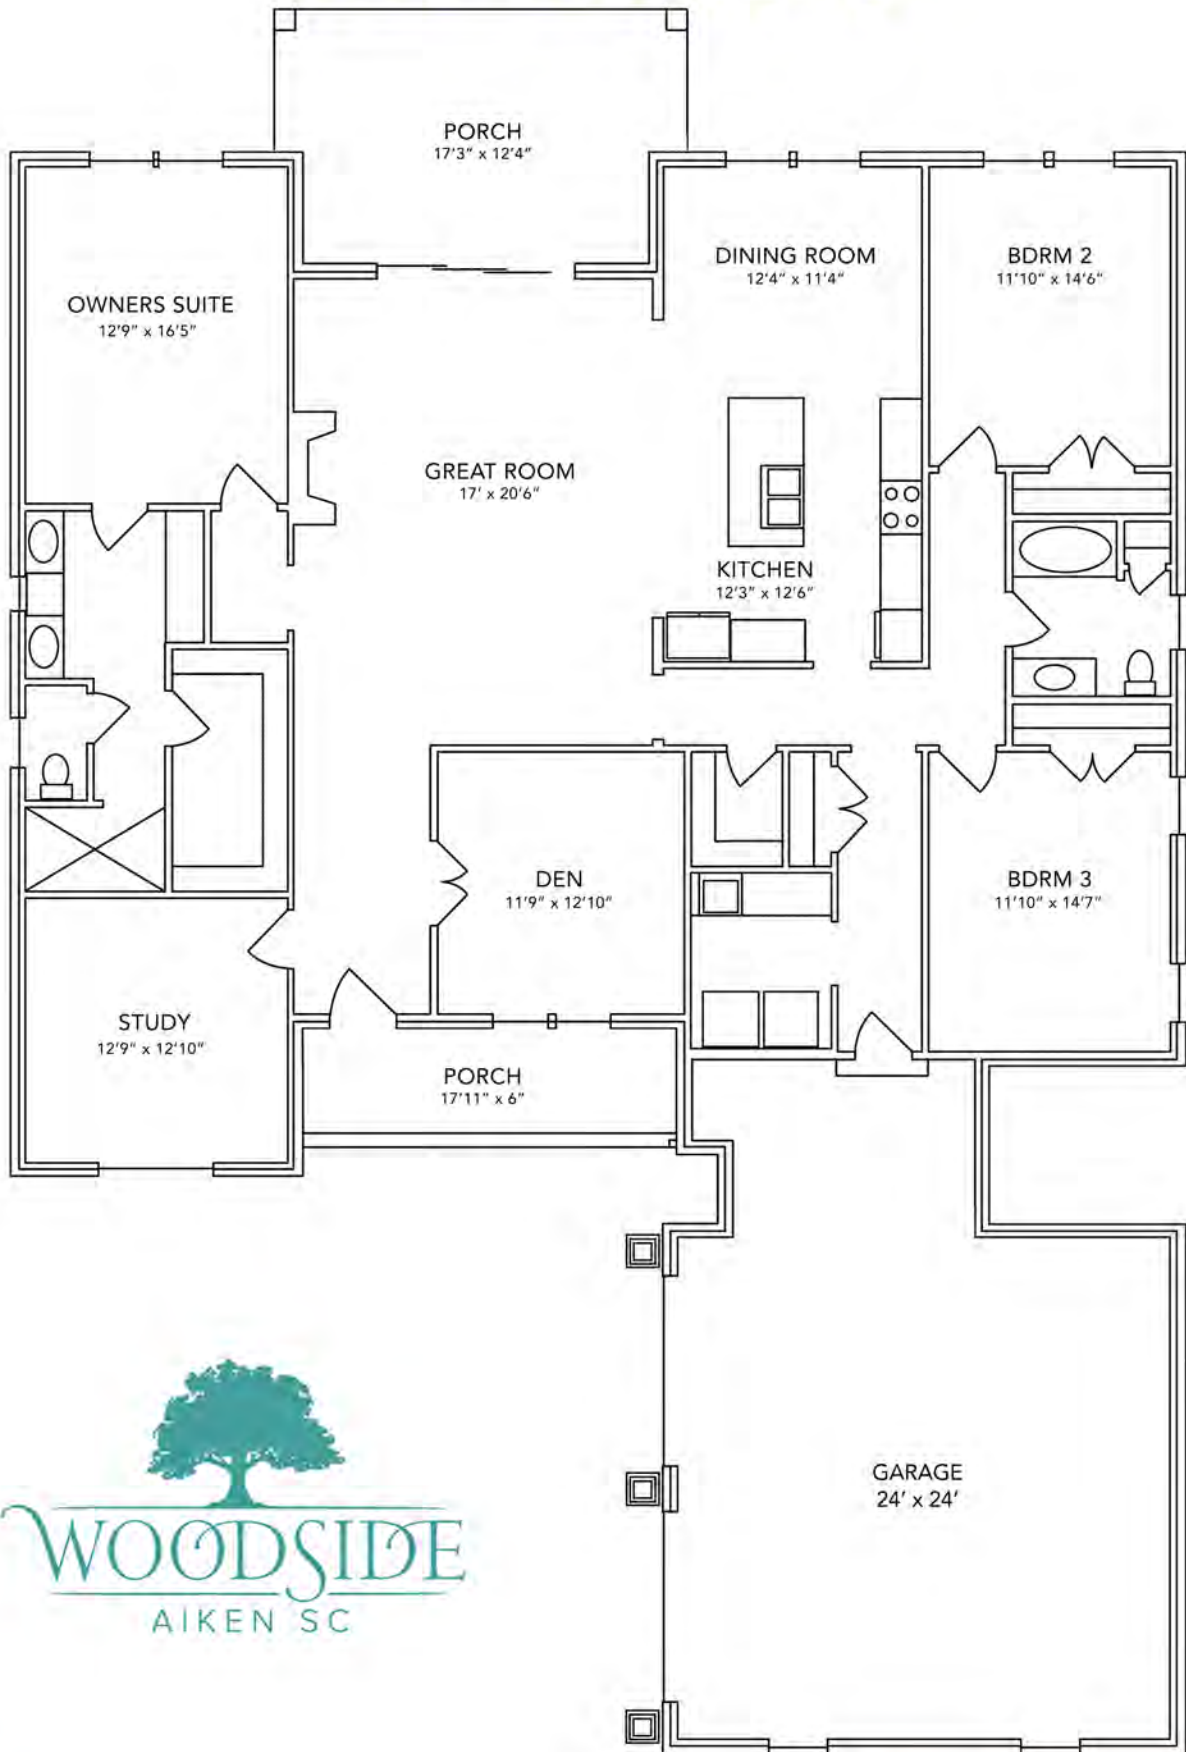 PORCH
17'3" x 12'4"
OWNERS SUITE
12'9" x 16'5"
DINING ROOM
12'4" x 11'4"
BDRM 2
11'10" x 14'6"
GREAT ROOM
17' x 20'6"
KITCHEN
12'3" x 12'6"
DEN
11'9" x 12'10"
BDRM 3
11'10" x 14'7"
STUDY
12'9" x 12'10"
PORCH
17'11" x 6"
GARAGE
24' x 24'
WOODSIDE
AIKEN SC